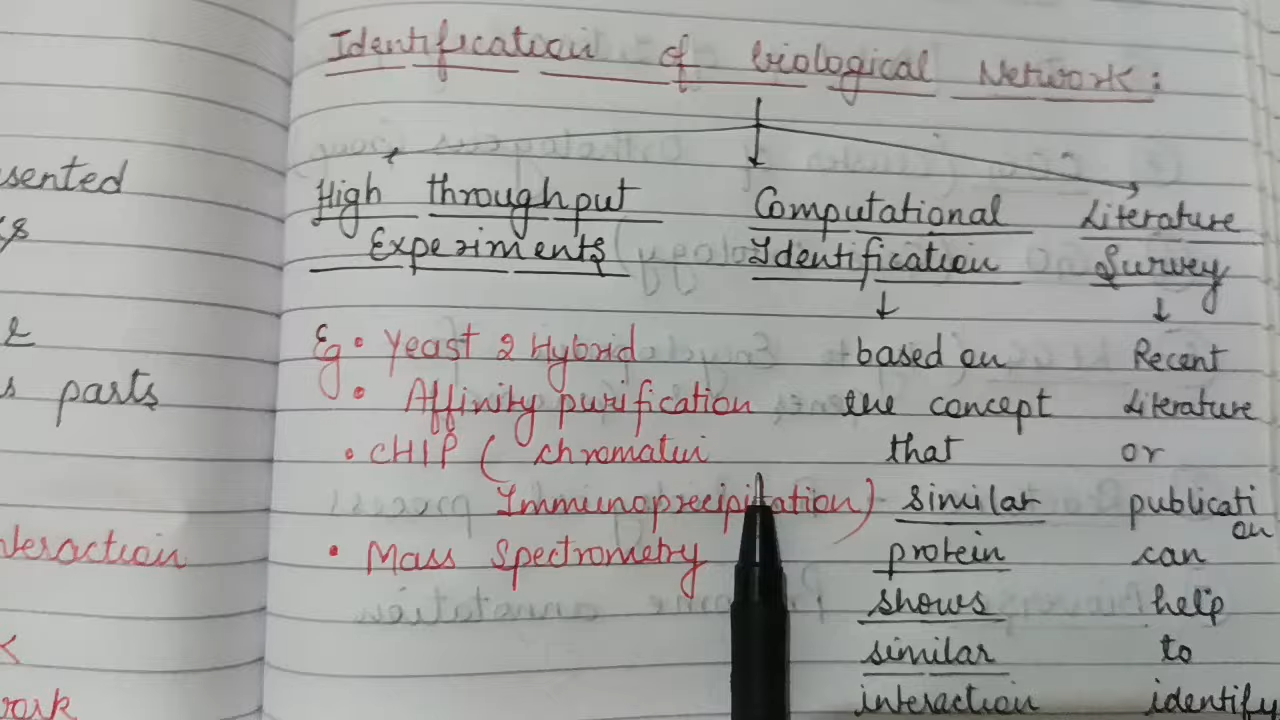 Identification of biological Network:
High throughput Experiments
Computational Identification
Literature Survey
Eg • Yeast 2 Hybrid
• Affinity purification
• CHIP ( chromatin
Immunoprecipitation)
• Mass Spectrometry
based on
the concept
that
similar
protein
shows
similar
interaction
Recent
Literature
or
publicati
on
can
help
to
identify
sented
parts
teraction